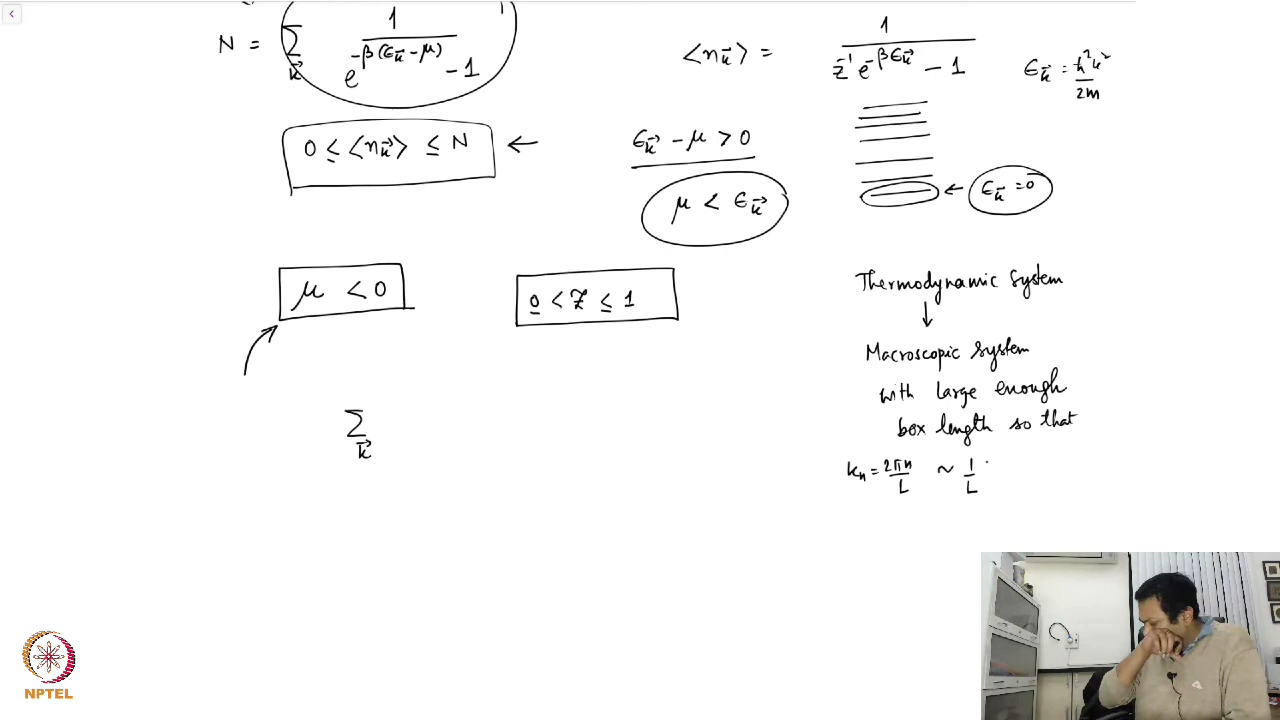 N = Σ_k⃗ 1 / (e^{-β(ϵ_k⃗ - μ)} - 1)
⟨n_k⃗⟩ = 1 / (z^{-1} e^{-βϵ_k⃗} - 1)
ϵ_k⃗ = ħ²k² / 2m
0 ≤ ⟨n_k⃗⟩ ≤ N ←
ϵ_k⃗ - μ > 0
← ϵ_k⃗ = 0
μ < ϵ_k⃗
μ < 0
0 < z ≤ 1
Thermodynamic system
↓
Macroscopic system
with large enough
box length so that
k_n = 2πn / L ~ 1 / L
Σ_k⃗
NPTEL